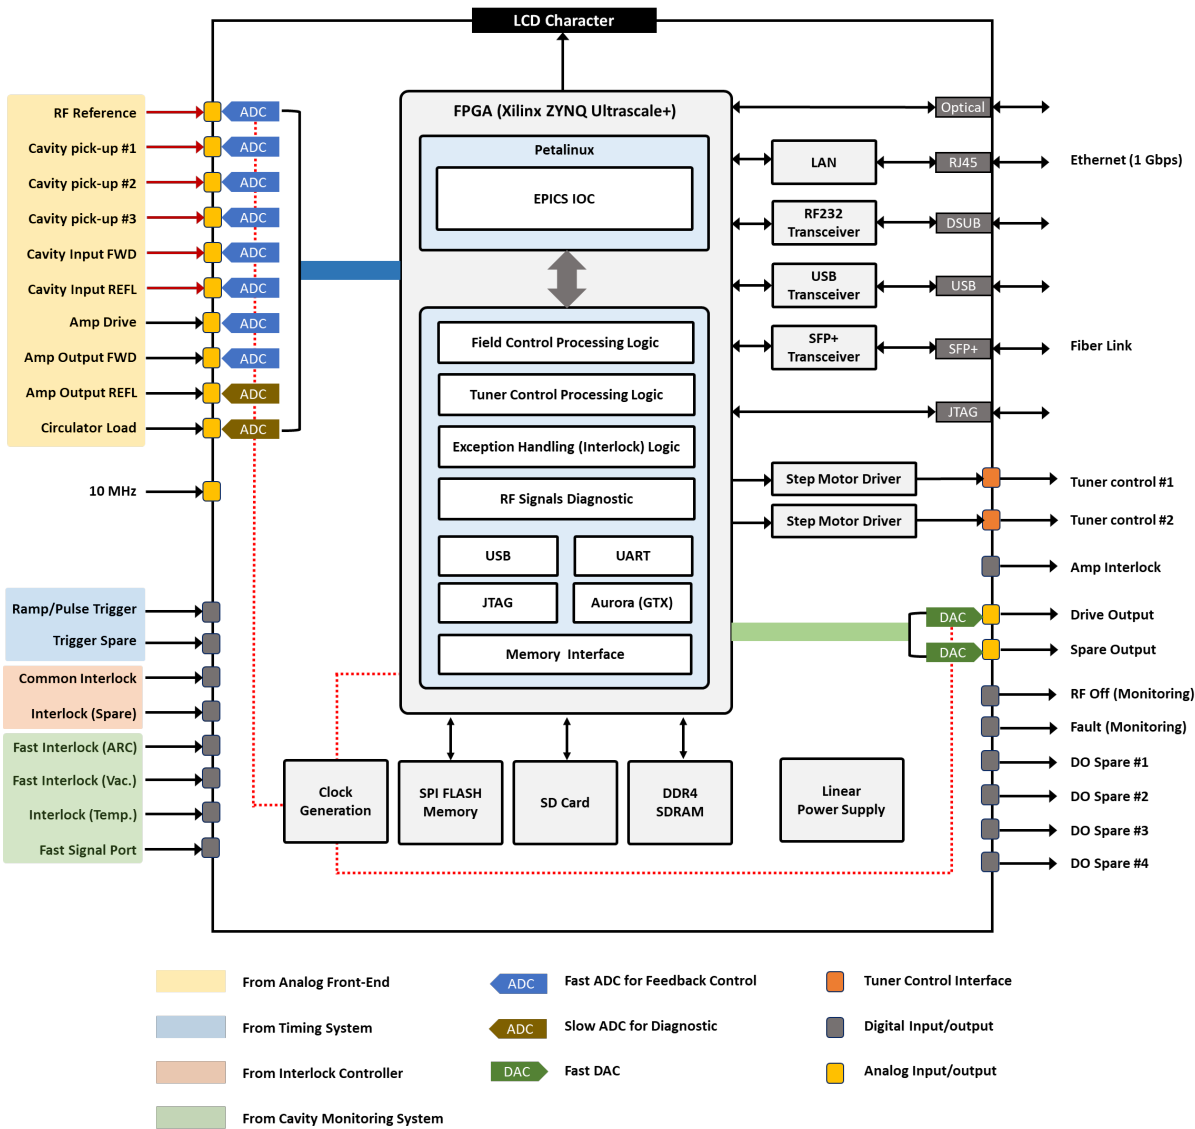 LCD Character
FPGA (Xilinx ZYNQ Ultrascale+)
Petalinux
EPICS IOC
Field Control Processing Logic
Tuner Control Processing Logic
Exception Handling (Interlock) Logic
RF Signals Diagnostic
USB
UART
JTAG
Aurora (GTX)
Memory Interface
RF Reference
ADC
Cavity pick-up #1
ADC
Cavity pick-up #2
ADC
Cavity pick-up #3
ADC
Cavity Input FWD
ADC
Cavity Input REFL
ADC
Amp Drive
ADC
Amp Output FWD
ADC
Amp Output REFL
ADC
Circulator Load
ADC
10 MHz
Ramp/Pulse Trigger
Trigger Spare
Common Interlock
Interlock (Spare)
Fast Interlock (ARC)
Fast Interlock (Vac.)
Interlock (Temp.)
Fast Signal Port
Optical
LAN
RJ45
Ethernet (1 Gbps)
RF232
Transceiver
DSUB
USB
Transceiver
USB
SFP+
Transceiver
SFP+
Fiber Link
JTAG
Step Motor Driver
Tuner control #1
Step Motor Driver
Tuner control #2
Amp Interlock
DAC
Drive Output
DAC
Spare Output
RF Off (Monitoring)
Fault (Monitoring)
DO Spare #1
DO Spare #2
DO Spare #3
DO Spare #4
Clock
Generation
SPI FLASH
Memory
SD Card
DDR4
SDRAM
Linear
Power Supply
From Analog Front-End
From Timing System
From Interlock Controller
From Cavity Monitoring System
ADC
Fast ADC for Feedback Control
ADC
Slow ADC for Diagnostic
DAC
Fast DAC
Tuner Control Interface
Digital Input/output
Analog Input/output